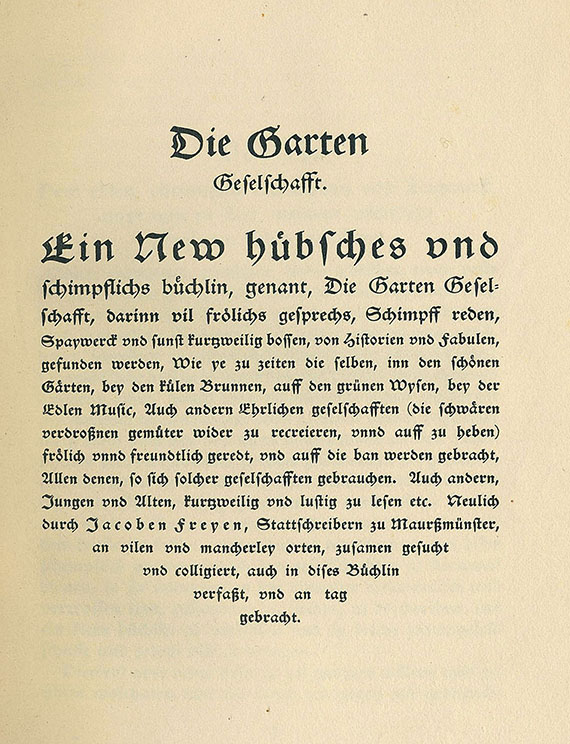 Die Garten
Geselschafft.
Ein New hübsches vnd
schimpflichs büchlin, genant, Die Garten Gesel-
schafft, darinn vil frölichs gesprechs, Schimpff reden,
Spaywerck vnd sunst kurtzweilig bossen, von Historien vnd Fabulen,
gefunden werden, Wie ye zu zeiten die selben, inn den schönen
Gärten, bey den külen Brunnen, auff den grünen Wysen, bey der
Edlen Music, Auch andern Ehrlichen geselschafften (die schwären
verdroßnen gemüter wider zu recreieren, vnnd auff zu heben)
frölich vnnd freundtlich geredt, vnd auff die ban werden gebracht,
Allen denen, so sich solcher geselschafften gebrauchen. Auch andern,
Jungen vnd Alten, kurtzweilig vnd lustig zu lesen etc. Neulich
durch Jacoben Freyen, Stattschreibern zu Maurßmünster,
an vilen vnd mancherley orten, zusamen gesucht
vnd colligiert, auch in dises Büchlin
verfaßt, vnd an tag
gebracht.